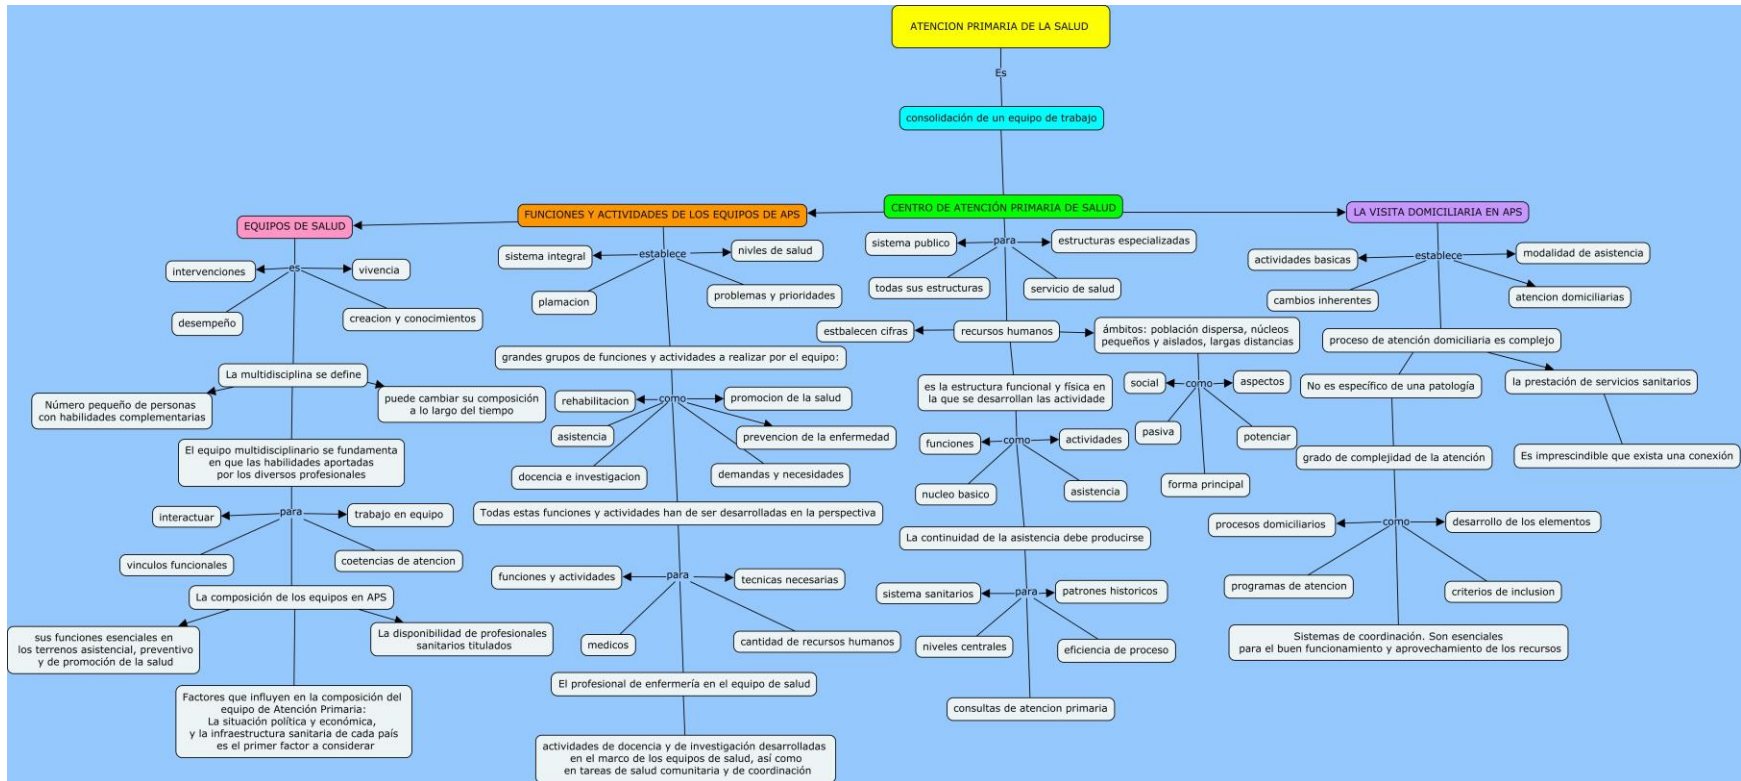 ATENCION PRIMARIA DE LA SALUD
Es
consolidación de un equipo de trabajo
CENTRO DE ATENCIÓN PRIMARIA DE SALUD
EQUIPOS DE SALUD
es
intervenciones
vivencia
desempeño
creacion y conocimientos
La multidisciplina se define
Número pequeño de personas
con habilidades complementarias
puede cambiar su composición
a lo largo del tiempo
El equipo multidisciplinario se fundamenta
en que las habilidades aportadas
por los diversos profesionales
para
interactuar
trabajo en equipo
vinculos funcionales
coetencias de atencion
La composición de los equipos en APS
sus funciones esenciales en
los terrenos asistencial, preventivo
y de promoción de la salud
La disponibilidad de profesionales
sanitarios titulados
Factores que influyen en la composición del
equipo de Atención Primaria:
La situación política y económica,
y la infraestructura sanitaria de cada país
es el primer factor a considerar
FUNCIONES Y ACTIVIDADES DE LOS EQUIPOS DE APS
establece
sistema integral
nivles de salud
plamacion
problemas y prioridades
grandes grupos de funciones y actividades a realizar por el equipo:
como
rehabilitacion
promocion de la salud
asistencia
prevencion de la enfermedad
docencia e investigacion
demandas y necesidades
Todas estas funciones y actividades han de ser desarrolladas en la perspectiva
para
funciones y actividades
tecnicas necesarias
medicos
cantidad de recursos humanos
El profesional de enfermería en el equipo de salud
actividades de docencia y de investigación desarrolladas
en el marco de los equipos de salud, así como
en tareas de salud comunitaria y de coordinación
para
sistema publico
estructuras especializadas
todas sus estructuras
servicio de salud
recursos humanos
estbalecen cifras
ámbitos: población dispersa, núcleos
pequeños y aislados, largas distancias
como
social
aspectos
pasiva
potenciar
forma principal
es la estructura funcional y física en
la que se desarrollan las actividade
como
funciones
actividades
nucleo basico
asistencia
La continuidad de la asistencia debe producirse
para
sistema sanitarios
patrones historicos
niveles centrales
eficiencia de proceso
consultas de atencion primaria
LA VISITA DOMICILIARIA EN APS
establece
actividades basicas
modalidad de asistencia
cambios inherentes
atencion domiciliarias
proceso de atención domiciliaria es complejo
No es específico de una patología
la prestación de servicios sanitarios
Es imprescindible que exista una conexión
grado de complejidad de la atención
como
procesos domiciliarios
desarrollo de los elementos
programas de atencion
criterios de inclusion
Sistemas de coordinación. Son esenciales
para el buen funcionamiento y aprovechamiento de los recursos